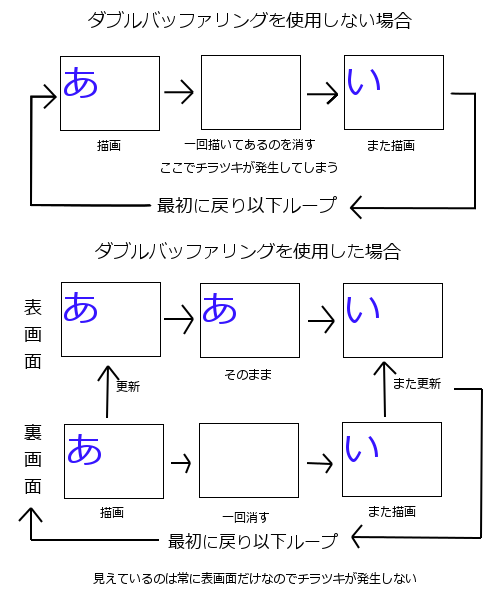 ダブルバッファリングを使用しない場合
あ
い
描画
一回描いてあるのを消す
また描画
ここでチラツキが発生してしまう
最初に戻り以下ループ
ダブルバッファリングを使用した場合
表画面
あ
あ
い
そのまま
更新
また更新
裏画面
あ
い
描画
一回消す
また描画
最初に戻り以下ループ
見えているのは常に表画面だけなのでチラツキが発生しない